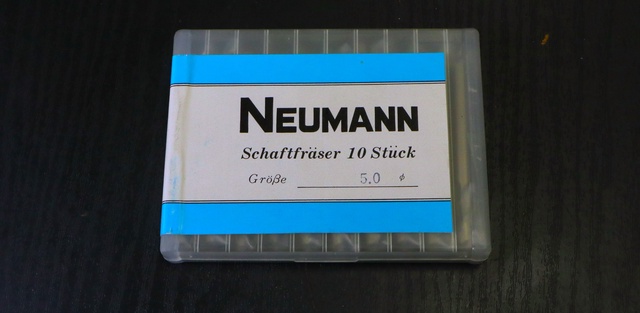 NEUMANN
Schaftfräser 10 Stück
Größe 5.0 ϕ